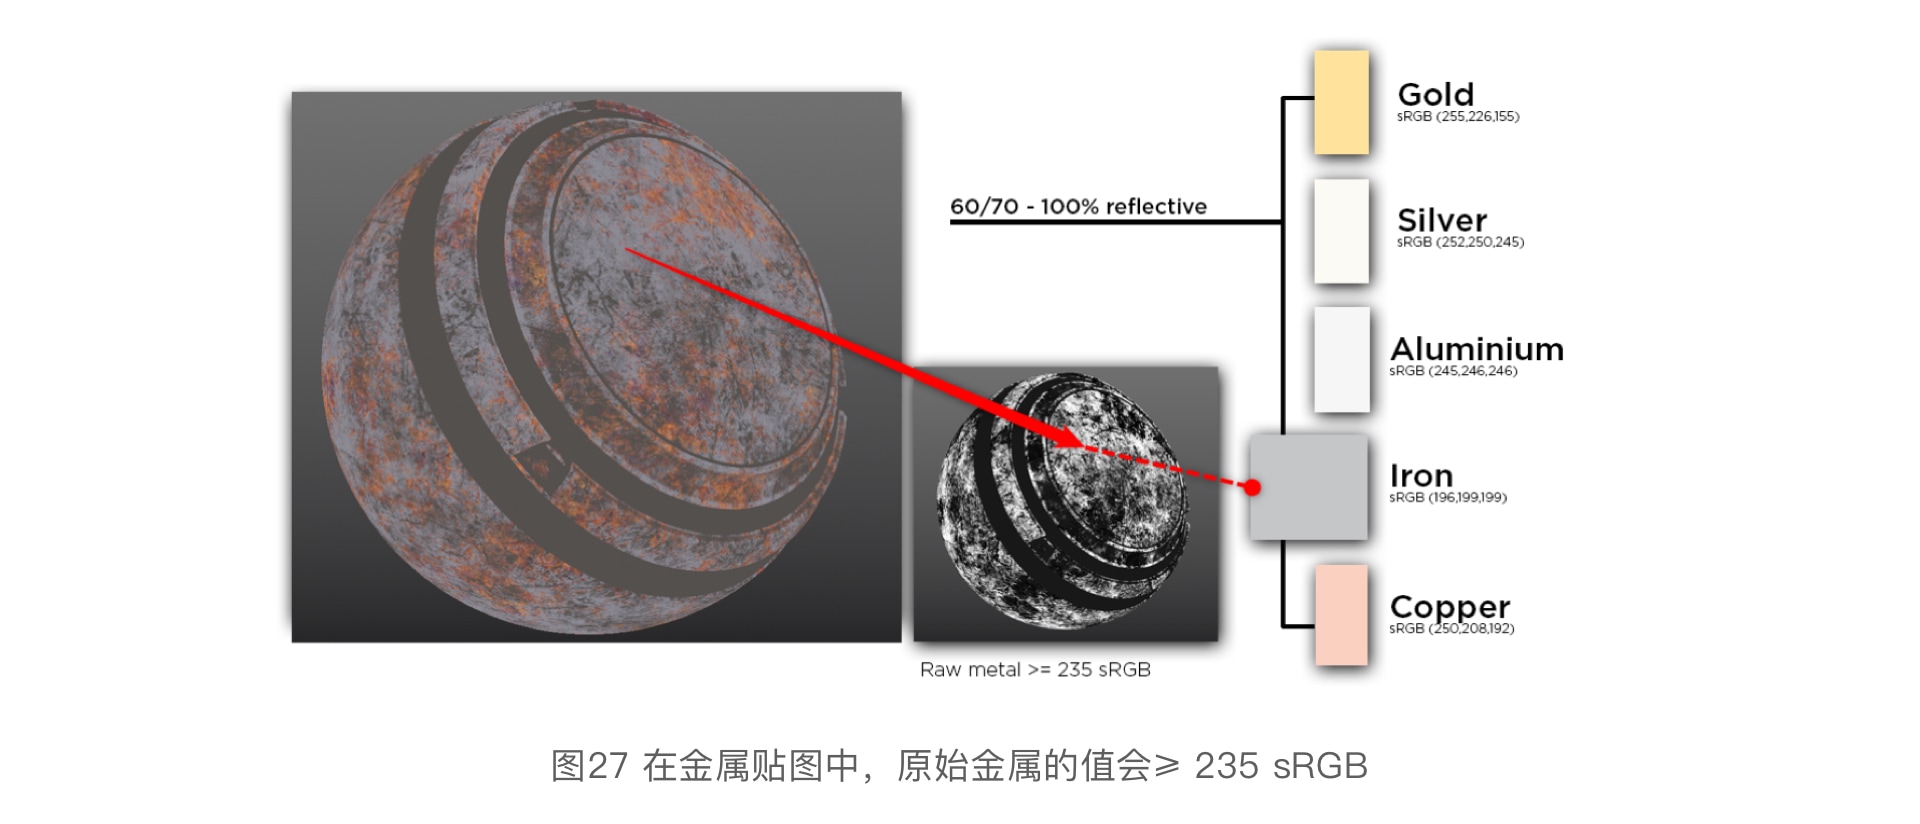 Gold
sRGB (255,226,155)
60/70 - 100% reflective
Silver
sRGB (252,250,245)
Aluminium
sRGB (245,246,246)
Iron
sRGB (196,199,199)
Copper
sRGB (250,208,192)
Raw metal >= 235 sRGB
图27 在金属贴图中，原始金属的值会⩾ 235 sRGB